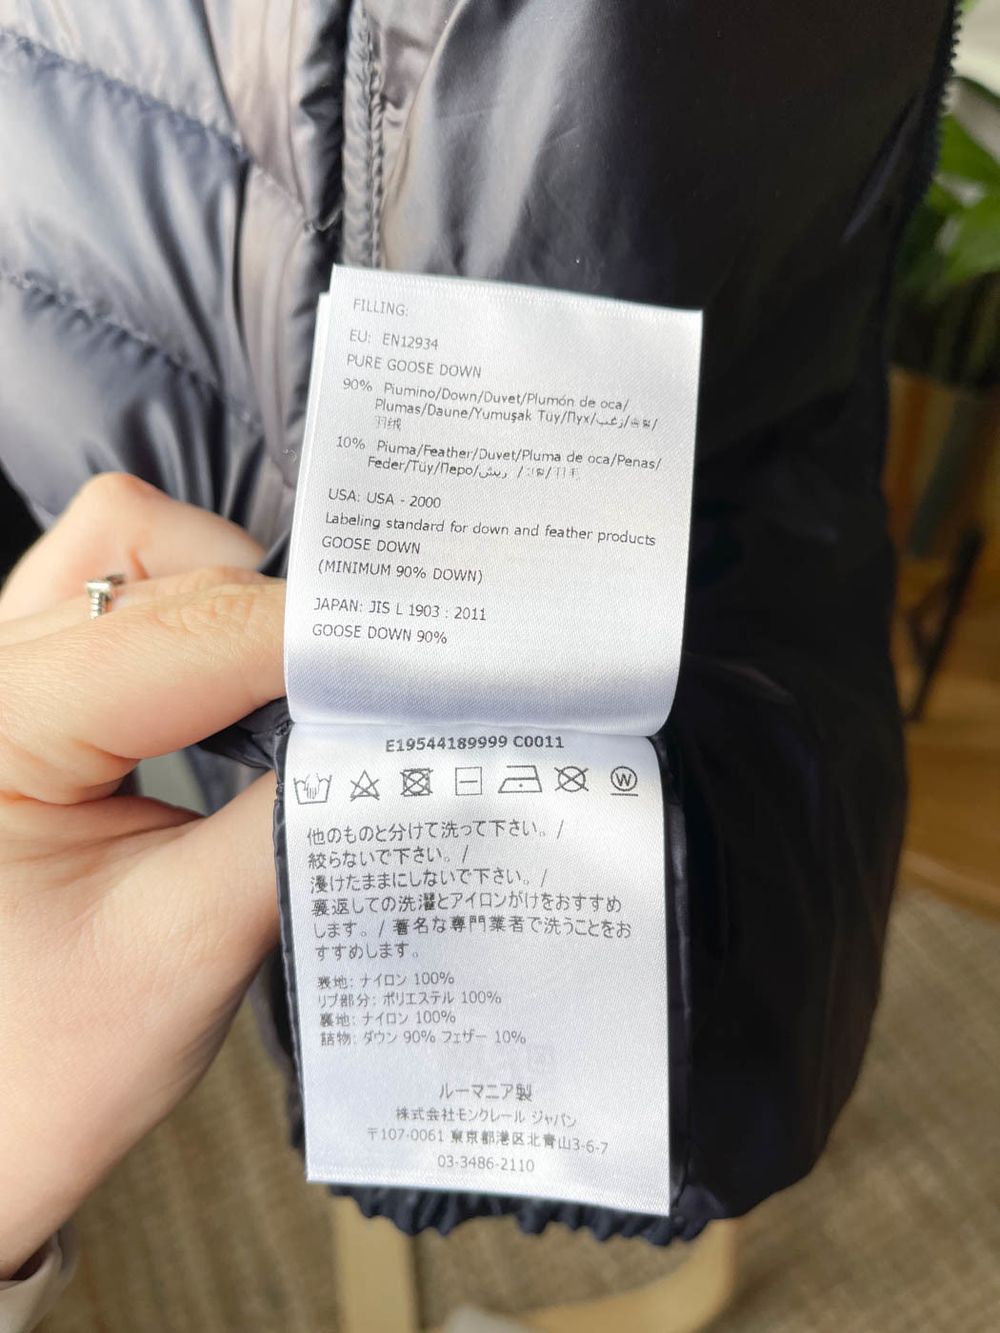 FILLING:
EU: EN12934
PURE GOOSE DOWN
90% Piumino/Down/Duvet/Plumón de oca/
Plumas/Daune/Yumuşak Tüy/Пух/زغب/
羽绒
10% Piuma/Feather/Duvet/Pluma de oca/Penas/
Feder/Tüy/Перо/ريش/
USA: USA - 2000
Labeling standard for down and feather products
GOOSE DOWN
(MINIMUM 90% DOWN)
JAPAN: JIS L 1903 : 2011
GOOSE DOWN 90%
E19544189999 C0011
W
他のものと分けて洗って下さい。/
絞らないで下さい。/
浸けたままにしないで下さい。/
裏返しての洗濯とアイロンがけをおすすめ
します。/ 著名な専門業者で洗うことをお
すすめします。
表地: ナイロン 100%
リブ部分: ポリエステル 100%
裏地: ナイロン 100%
詰物: ダウン 90% フェザー 10%
ルーマニア製
株式会社モンクレール ジャパン
〒107-0061 東京都港区北青山3-6-7
03-3486-2110